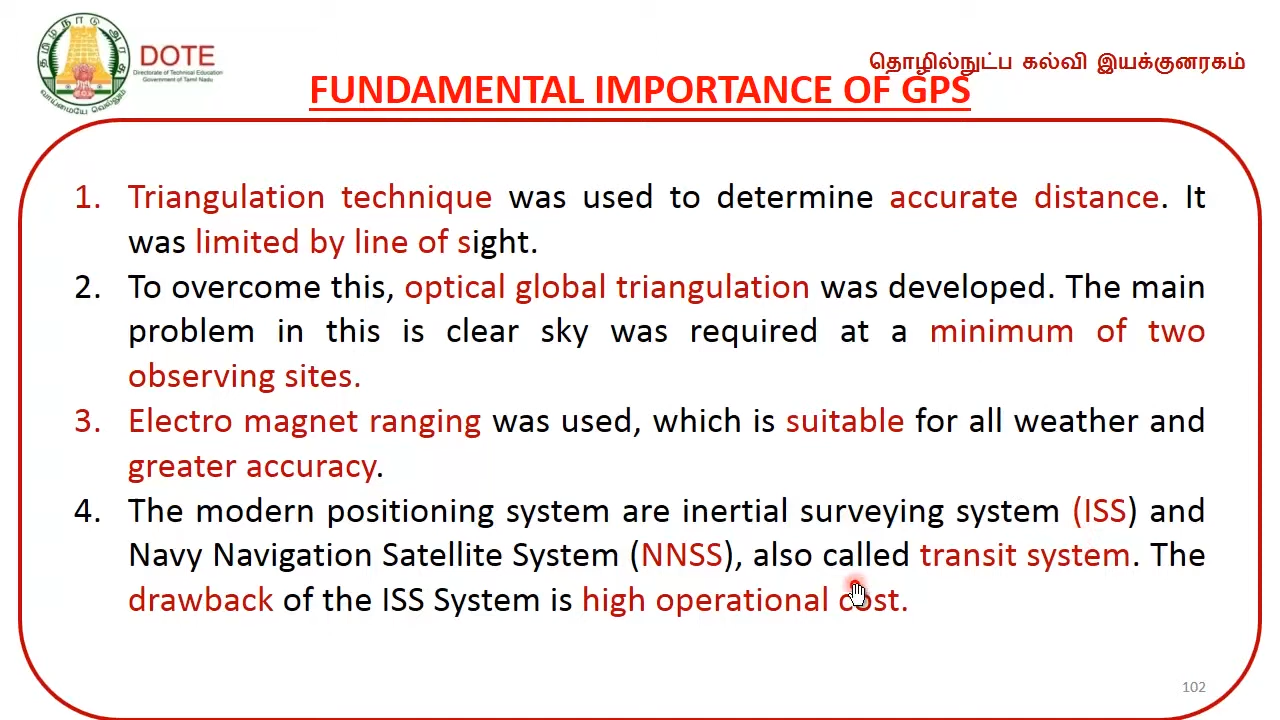 தமிழ்நாடு அரசு
வாய்மையே வெல்லும்
DOTE
Directorate of Technical Education
Government of Tamil Nadu
தொழில்நுட்ப கல்வி இயக்குனரகம்
FUNDAMENTAL IMPORTANCE OF GPS
1. Triangulation technique was used to determine accurate distance. It
was limited by line of sight.
2. To overcome this, optical global triangulation was developed. The main
problem in this is clear sky was required at a minimum of two
observing sites.
3. Electro magnet ranging was used, which is suitable for all weather and
greater accuracy.
4. The modern positioning system are inertial surveying system (ISS) and
Navy Navigation Satellite System (NNSS), also called transit system. The
drawback of the ISS System is high operational cost.
102